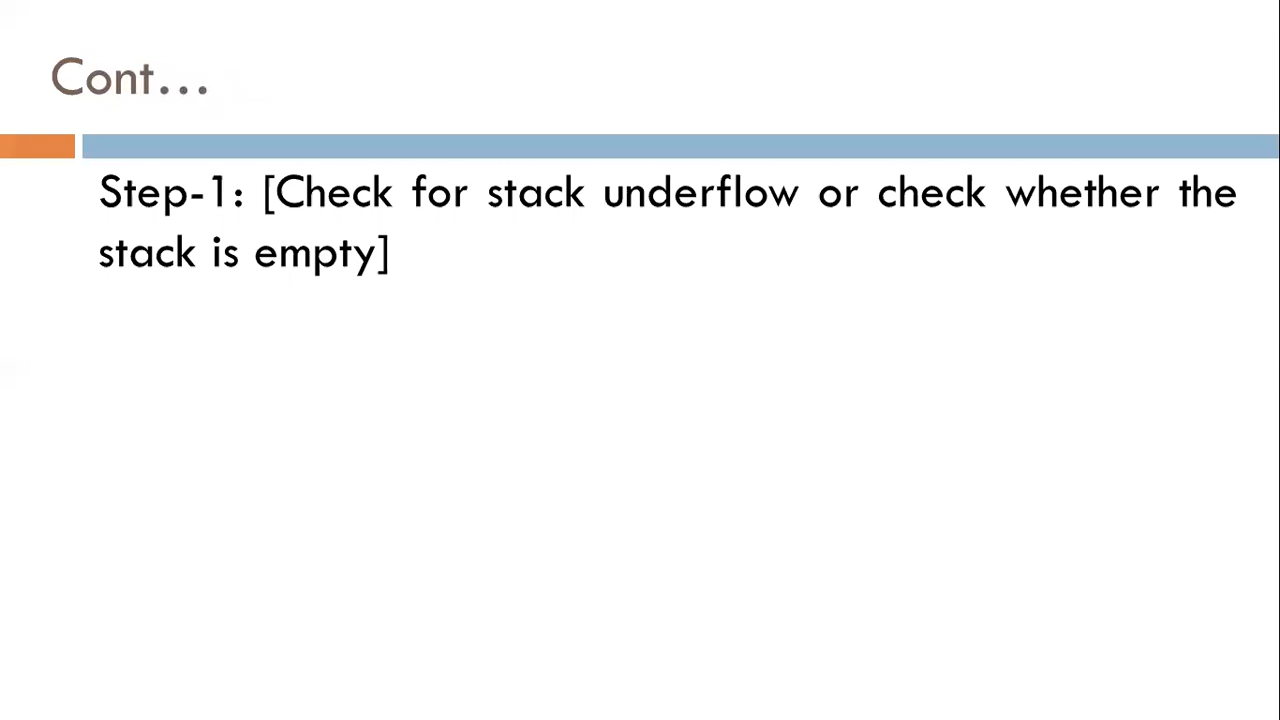 Cont...
Step-1: [Check for stack underflow or check whether the
stack is empty]